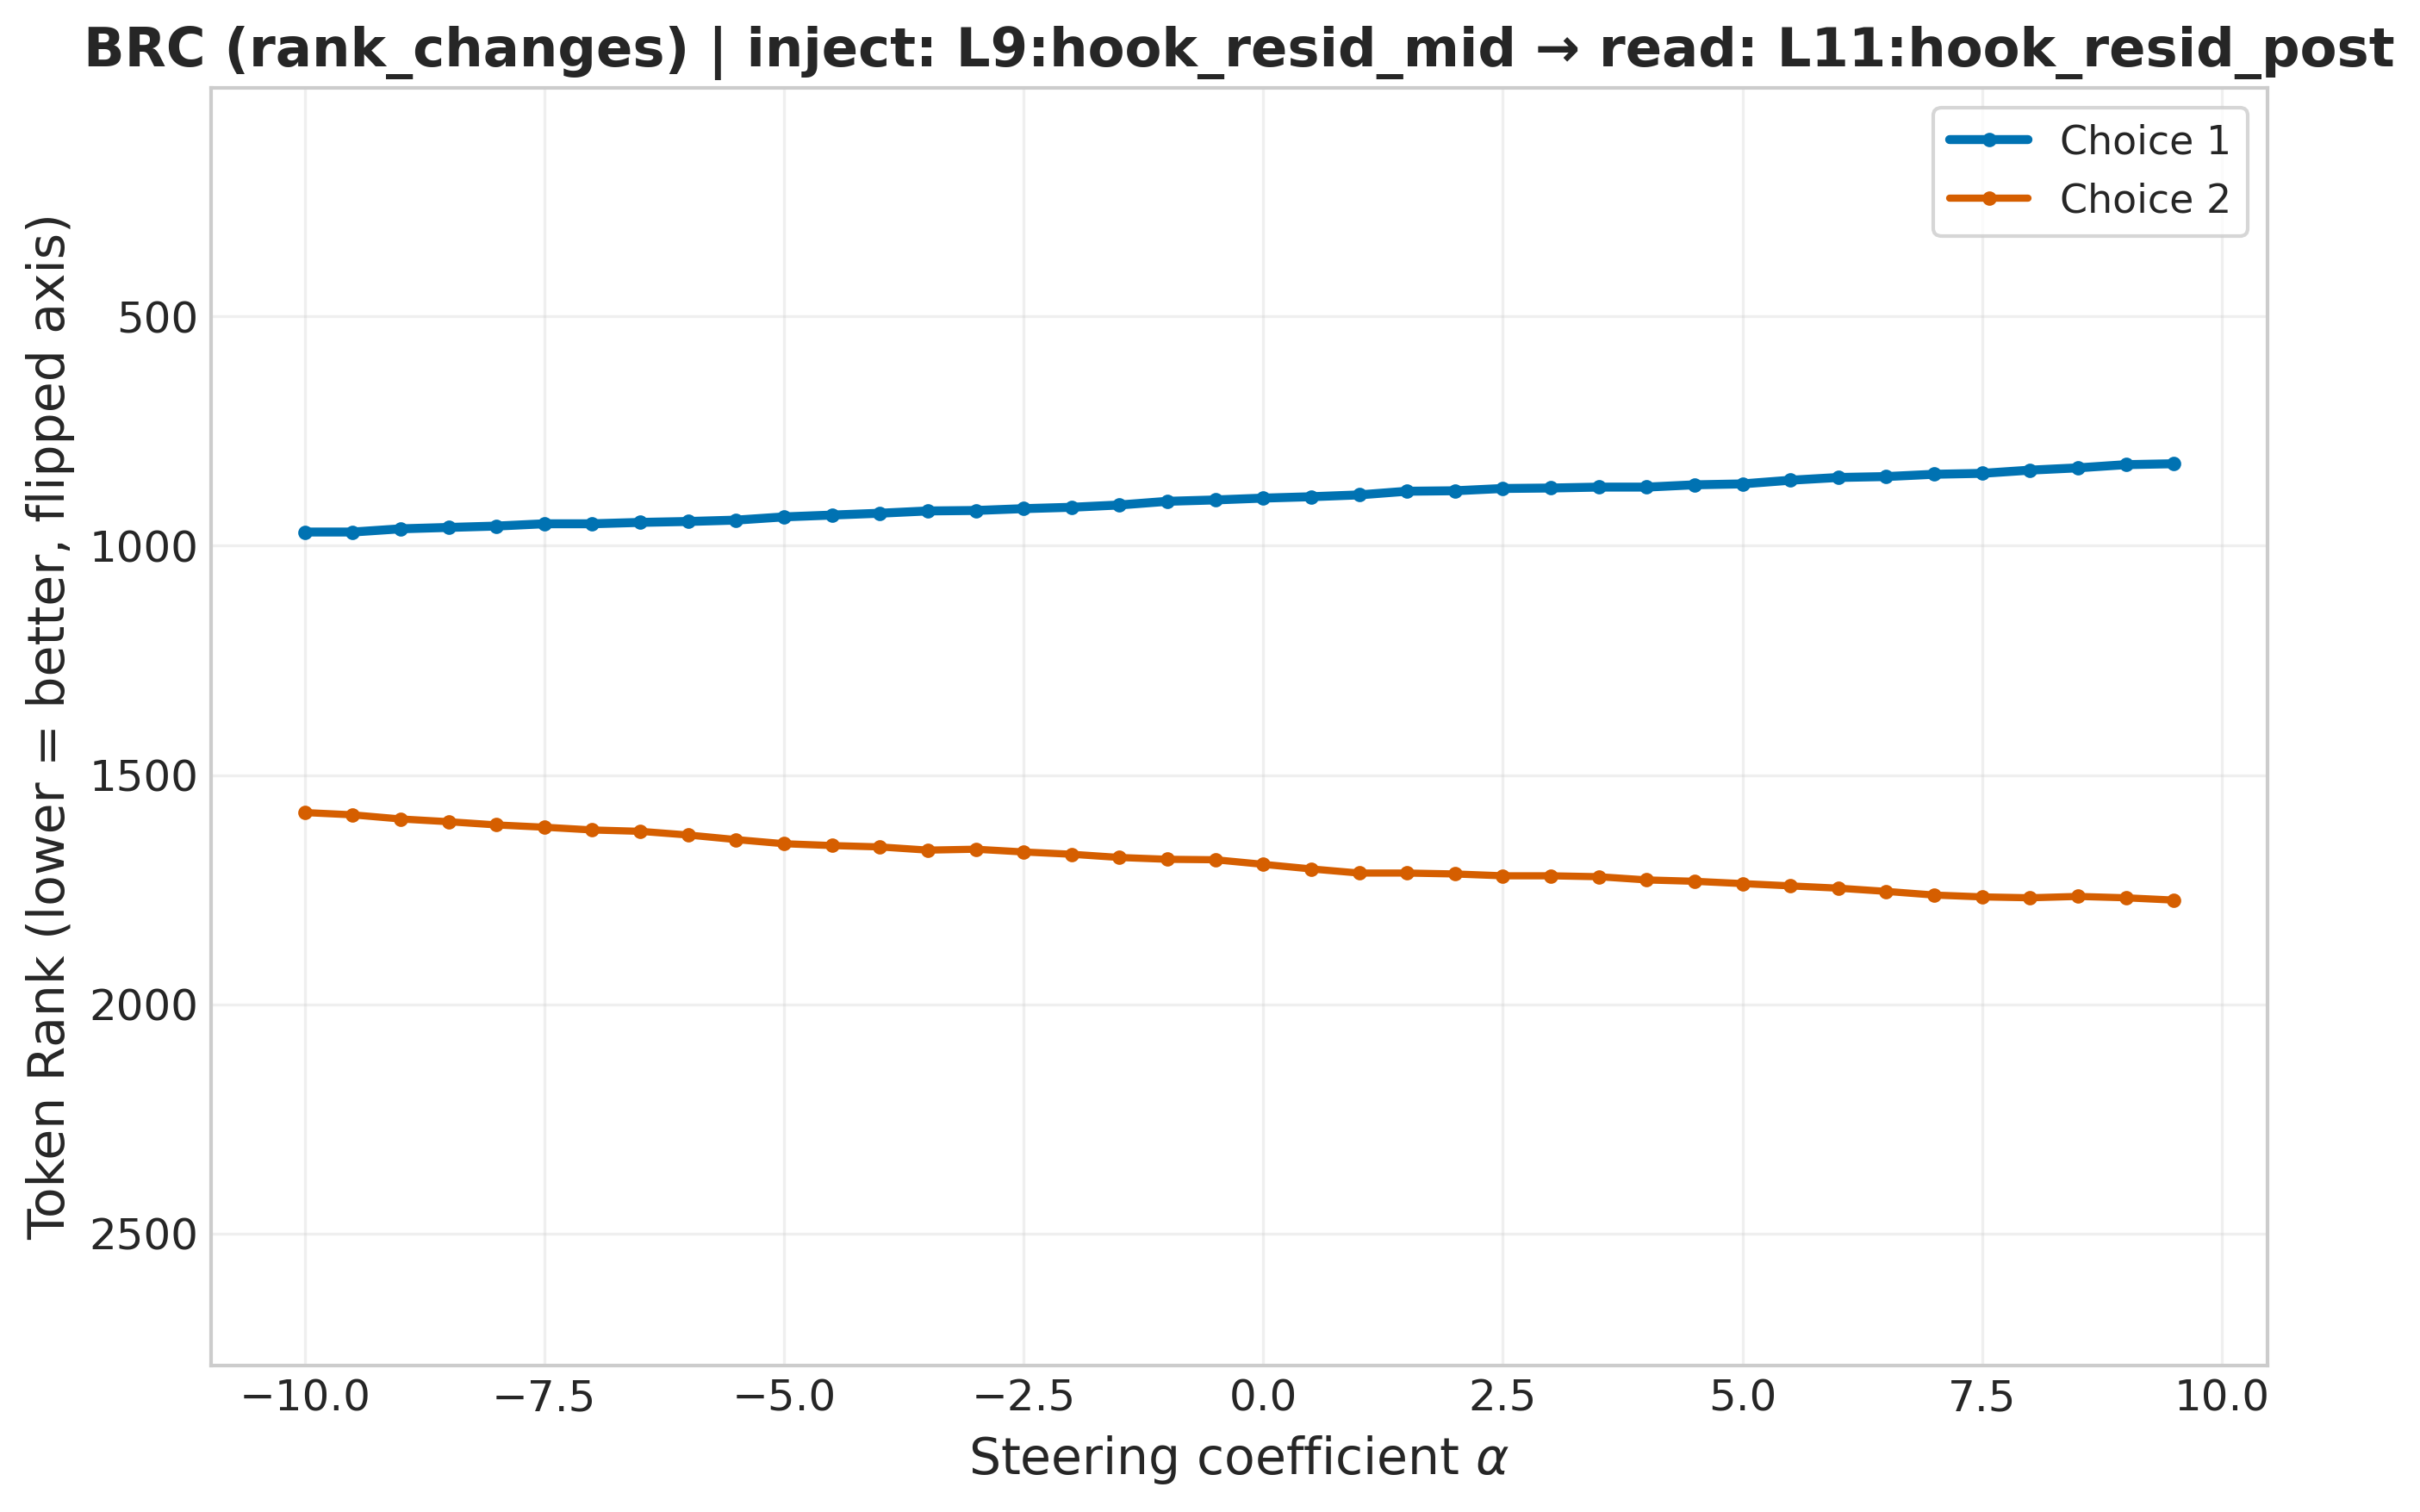 BRC (rank_changes) | inject: L9:hook_resid_mid → read: L11:hook_resid_post
Choice 1
Choice 2
Token Rank (lower = better, flipped axis)
500
1000
1500
2000
2500
−10.0
−7.5
−5.0
−2.5
0.0
2.5
5.0
7.5
10.0
Steering coefficient α